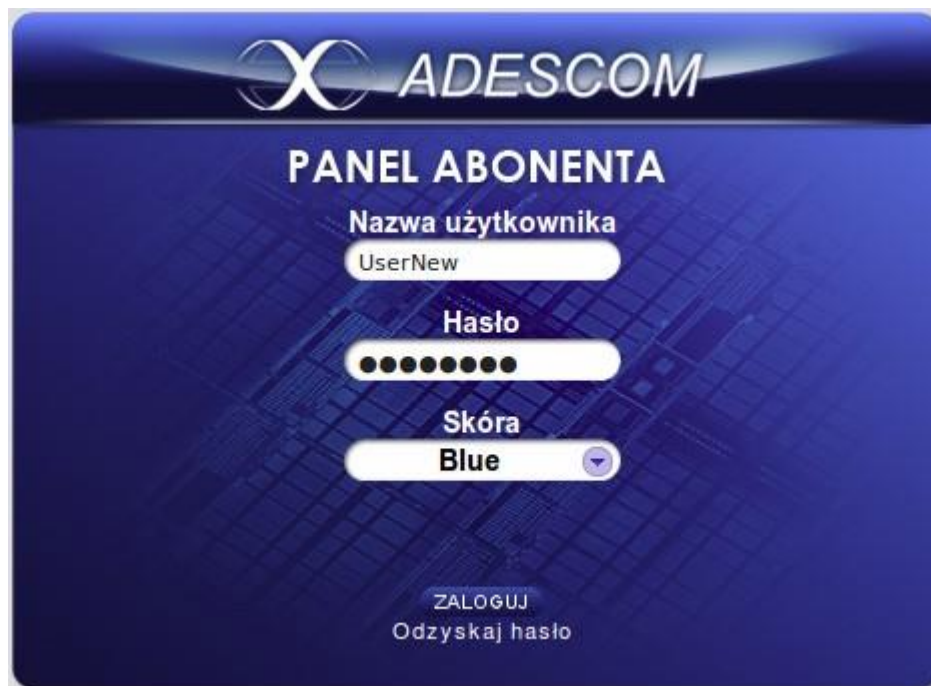 ADESCOM
PANEL ABONENTA
Nazwa użytkownika
UserNew
Hasło
●●●●●●●●
Skóra
Blue
ZALOGUJ
Odzyskaj hasło